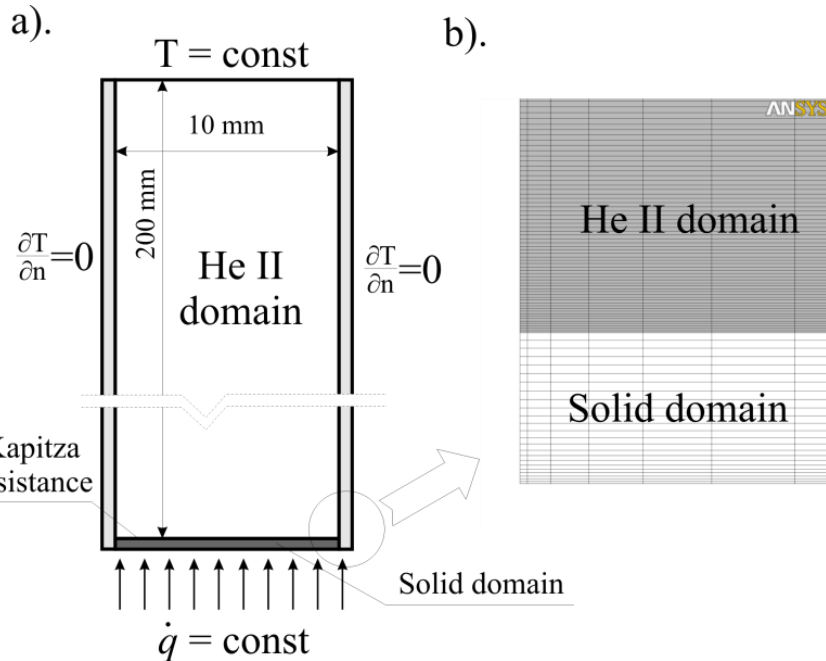 a).
T = const
10 mm
200 mm
∂T/∂n=0
He II
domain
∂T/∂n=0
Kapitza
sistance
Solid domain
q̇ = const
b).
ANSYS
He II domain
Solid domain